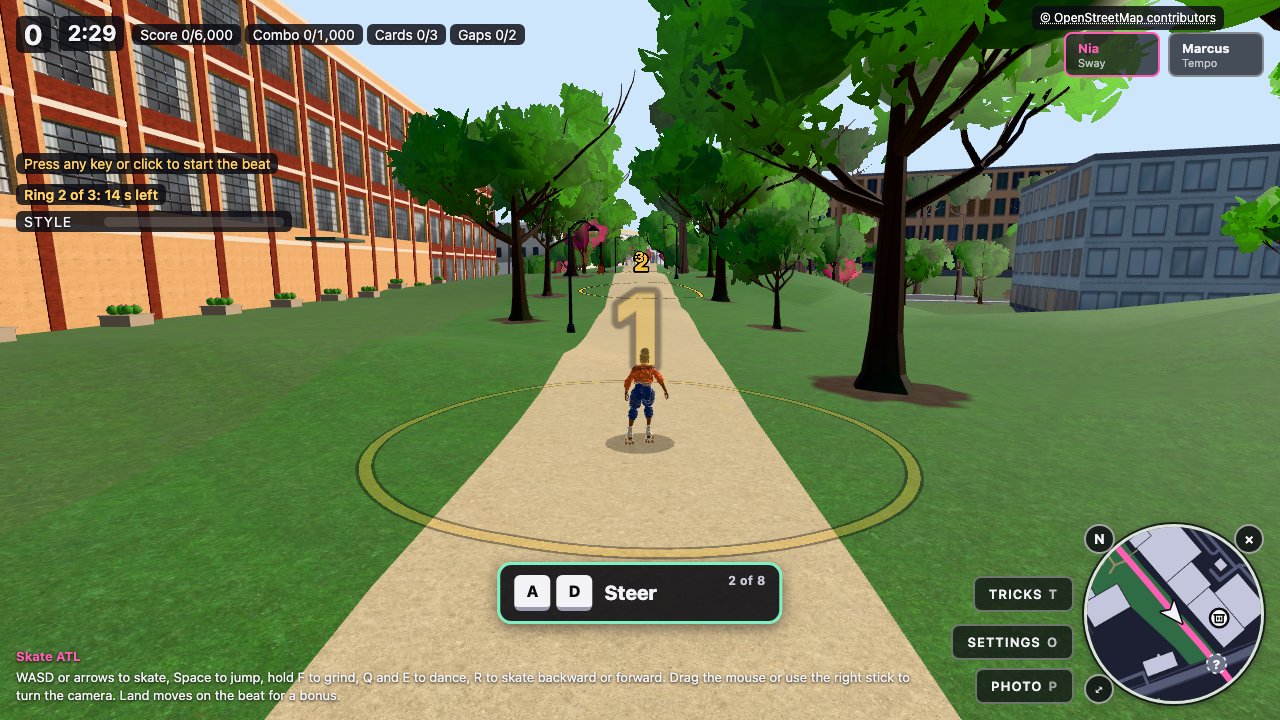 0 2:29 Score 0/6,000 Combo 0/1,000 Cards 0/3 Gaps 0/2
© OpenStreetMap contributors
Nia
Sway
Marcus
Tempo
Press any key or click to start the beat
Ring 2 of 3: 14 s left
STYLE
3
2
1
A D Steer 2 of 8
N ×
TRICKS T
SETTINGS O
?
PHOTO P
Skate ATL
WASD or arrows to skate, Space to jump, hold F to grind, Q and E to dance, R to skate backward or forward. Drag the mouse or use the right stick to
turn the camera. Land moves on the beat for a bonus.